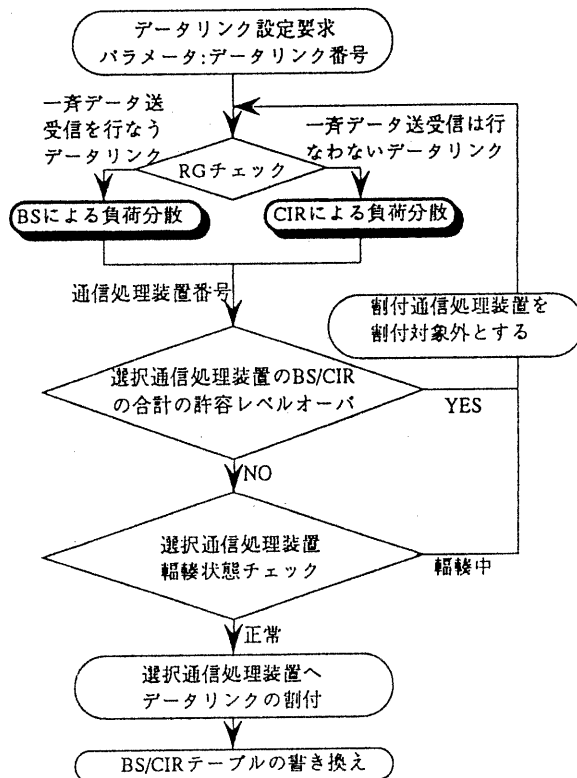 データリンク設定要求
パラメータ:データリンク番号
一斉データ送
受信を行なう
データリンク
一斉データ送受信は行
なわないデータリンク
RGチェック
BSによる負荷分散
CIRによる負荷分散
通信処理装置番号
割付通信処理装置を
割付対象外とする
選択通信処理装置のBS/CIR
の合計の許容レベルオーバ
YES
NO
選択通信処理装置
輻輳状態チェック
輻輳中
正常
選択通信処理装置へ
データリンクの割付
BS/CIRテーブルの書き換え